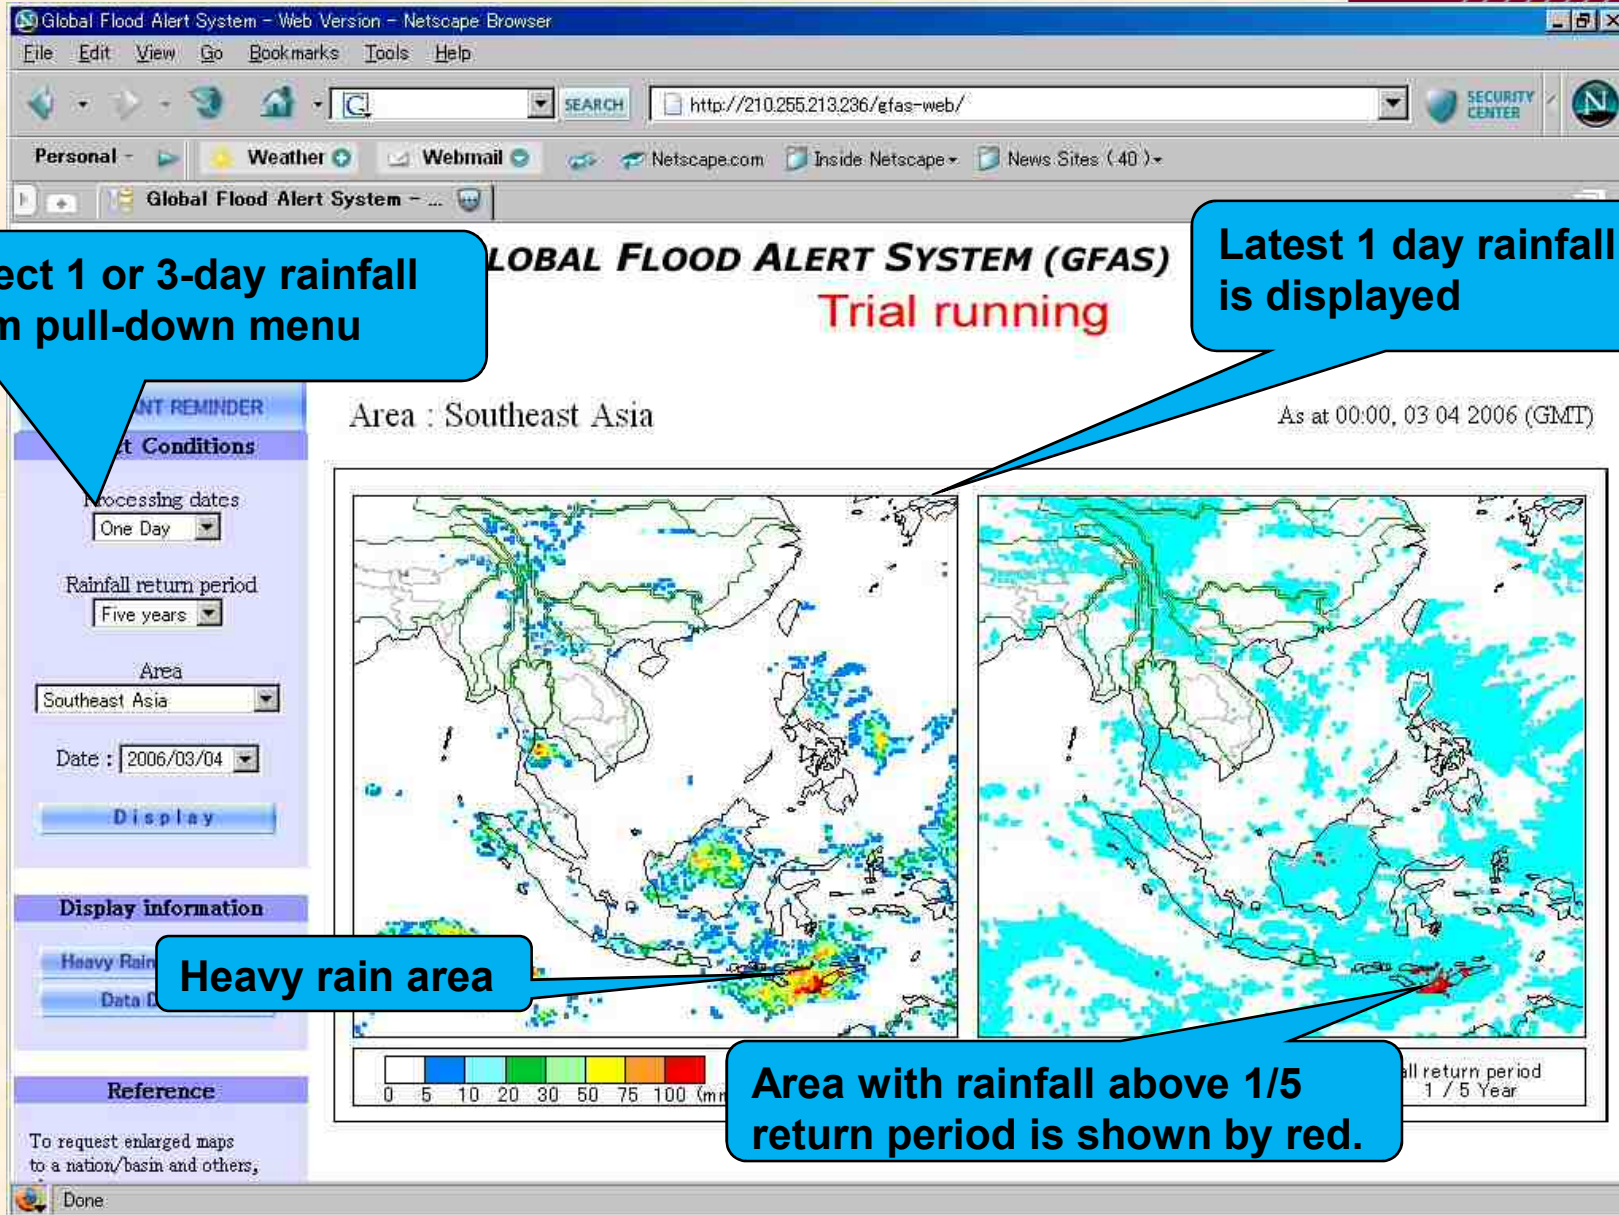 Global Flood Alert System - Web Version - Netscape Browser
File Edit View Go Bookmarks Tools Help
SEARCH http://210.255.213.236/gfas-web/ SECURITY CENTER
Personal Weather Webmail Netscape.com Inside Netscape News Sites (40)
Global Flood Alert System - ...
ect 1 or 3-day rainfall
m pull-down menu
LOBAL FLOOD ALERT SYSTEM (GFAS)
Trial running
Latest 1 day rainfall
is displayed
NT REMINDER
t Conditions
Processing dates
One Day
Rainfall return period
Five years
Area
Southeast Asia
Date : 2006/03/04
Display
Display information
Heavy Rain
Data D
Reference
To request enlarged maps
to a nation/basin and others,
Area : Southeast Asia
As at 00:00, 03 04 2006 (GMT)
Heavy rain area
0 5 10 20 30 50 75 100 (m
Area with rainfall above 1/5
return period is shown by red.
all return period
1 / 5 Year
Done